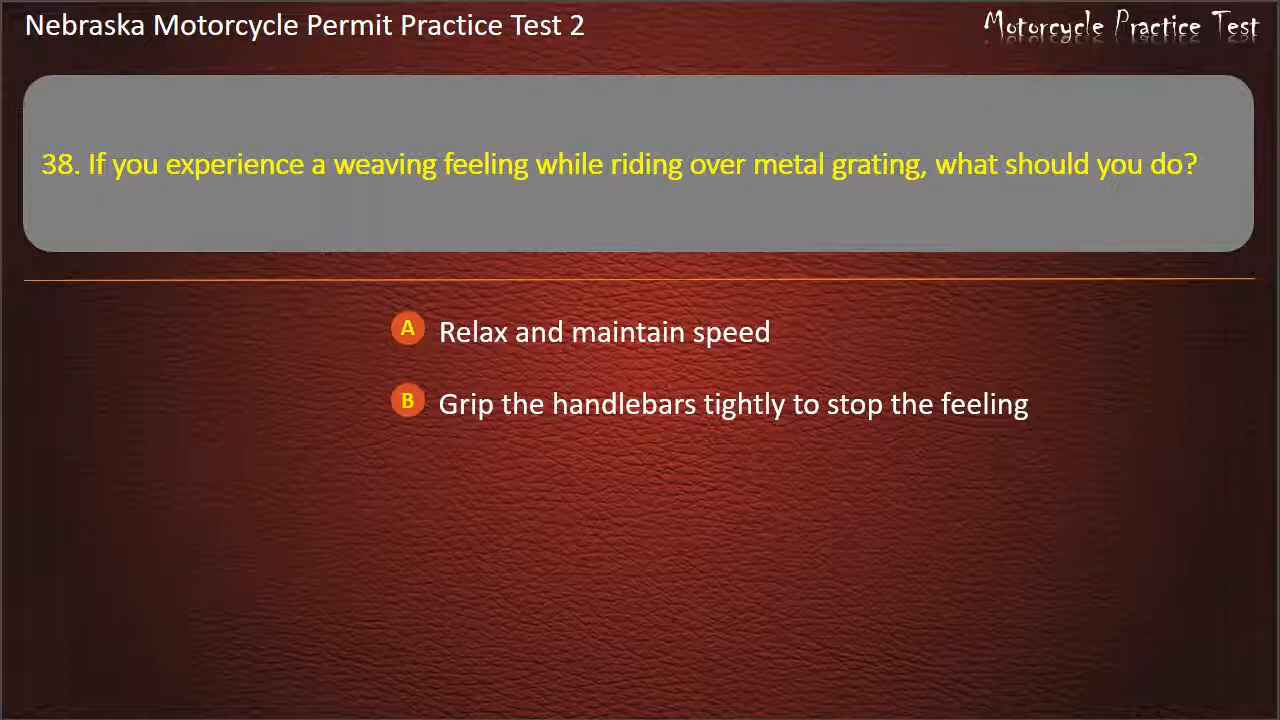 Nebraska Motorcycle Permit Practice Test 2
Motorcycle Practice Test
38. If you experience a weaving feeling while riding over metal grating, what should you do?
A Relax and maintain speed
B Grip the handlebars tightly to stop the feeling